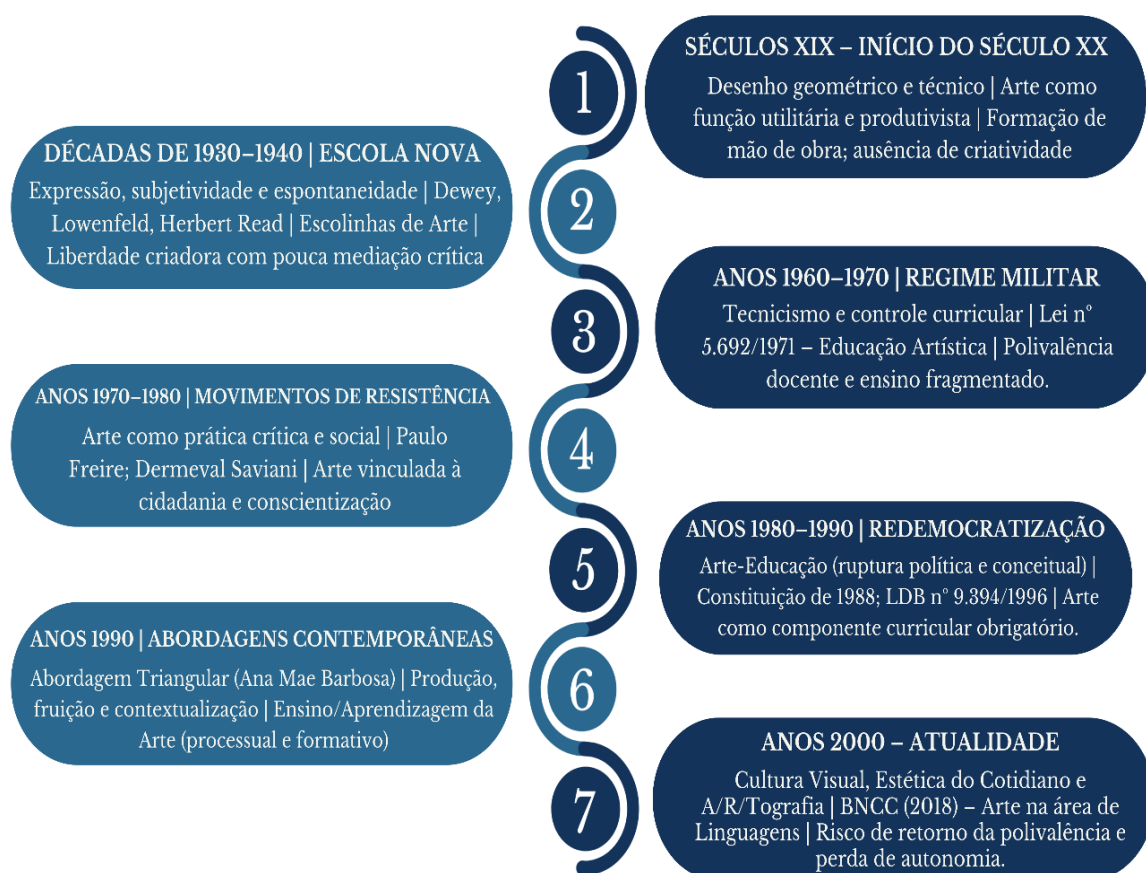 1
SÉCULOS XIX – INÍCIO DO SÉCULO XX
Desenho geométrico e técnico | Arte como
função utilitária e produtivista | Formação de
mão de obra; ausência de criatividade
2
DÉCADAS DE 1930–1940 | ESCOLA NOVA
Expressão, subjetividade e espontaneidade | Dewey,
Lowenfeld, Herbert Read | Escolinhas de Arte |
Liberdade criadora com pouca mediação crítica
3
ANOS 1960–1970 | REGIME MILITAR
Tecnicismo e controle curricular | Lei nº
5.692/1971 – Educação Artística | Polivalência
docente e ensino fragmentado.
4
ANOS 1970–1980 | MOVIMENTOS DE RESISTÊNCIA
Arte como prática crítica e social | Paulo
Freire; Dermeval Saviani | Arte vinculada à
cidadania e conscientização
5
ANOS 1980–1990 | REDEMOCRATIZAÇÃO
Arte-Educação (ruptura política e conceitual) |
Constituição de 1988; LDB nº 9.394/1996 | Arte
como componente curricular obrigatório.
6
ANOS 1990 | ABORDAGENS CONTEMPORÂNEAS
Abordagem Triangular (Ana Mae Barbosa) | Produção,
fruição e contextualização | Ensino/Aprendizagem da
Arte (processual e formativo)
7
ANOS 2000 – ATUALIDADE
Cultura Visual, Estética do Cotidiano e
A/R/Tografia | BNCC (2018) – Arte na área de
Linguagens | Risco de retorno da polivalência e
perda de autonomia.